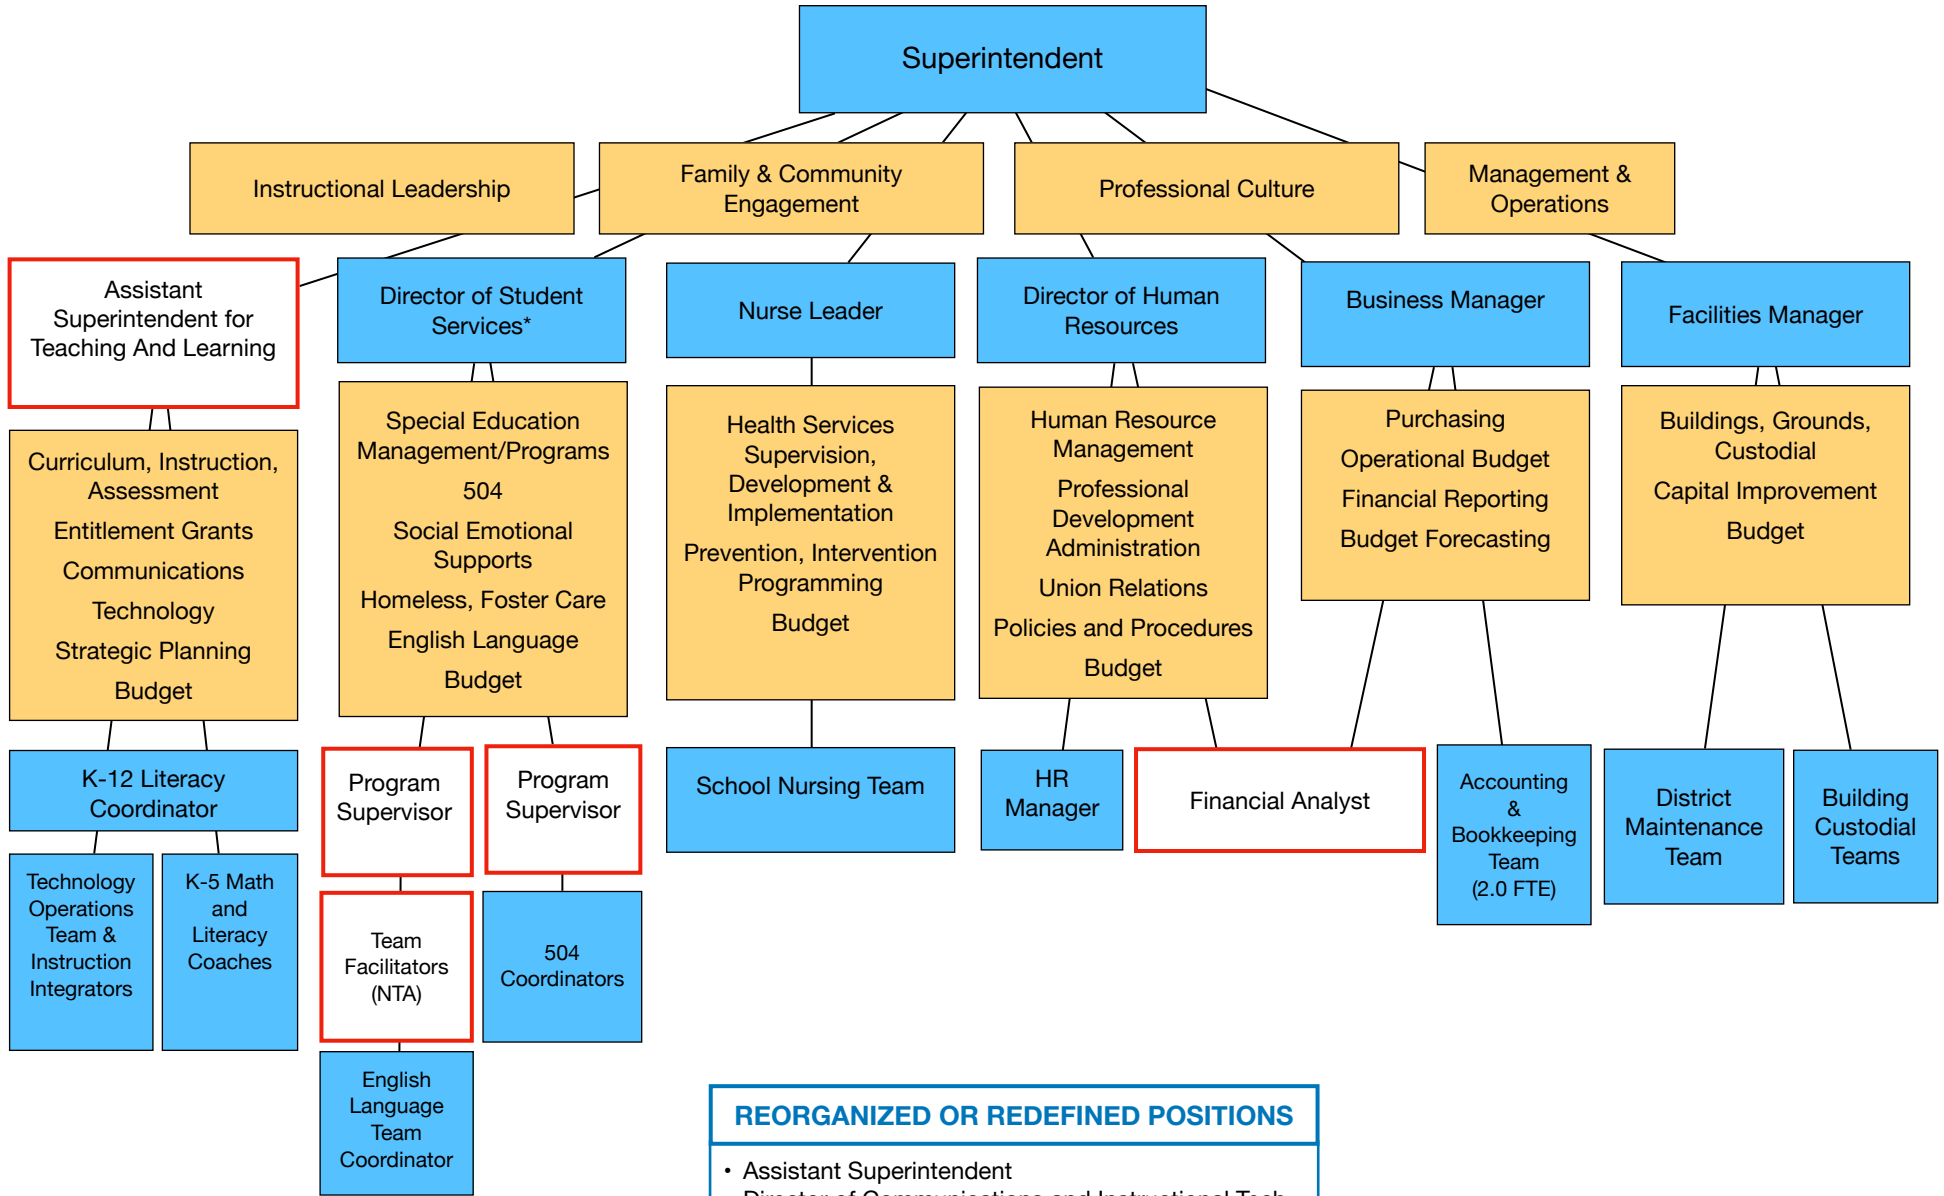 Superintendent
Instructional Leadership
Family & Community
Engagement
Professional Culture
Management &
Operations
Assistant
Superintendent for
Teaching And Learning
Director of Student
Services*
Nurse Leader
Director of Human
Resources
Business Manager
Facilities Manager
Curriculum, Instruction,
Assessment
Entitlement Grants
Communications
Technology
Strategic Planning
Budget
Special Education
Management/Programs
504
Social Emotional
Supports
Homeless, Foster Care
English Language
Budget
Health Services
Supervision,
Development &
Implementation
Prevention, Intervention
Programming
Budget
Human Resource
Management
Professional
Development
Administration
Union Relations
Policies and Procedures
Budget
Purchasing
Operational Budget
Financial Reporting
Budget Forecasting
Buildings, Grounds,
Custodial
Capital Improvement
Budget
K-12 Literacy
Coordinator
Program
Supervisor
Program
Supervisor
School Nursing Team
HR
Manager
Financial Analyst
Accounting
&
Bookkeeping
Team
(2.0 FTE)
District
Maintenance
Team
Building
Custodial
Teams
Technology
Operations
Team &
Instruction
Integrators
K-5 Math
and
Literacy
Coaches
Team
Facilitators
(NTA)
504
Coordinators
English
Language
Team
Coordinator
REORGANIZED OR REDEFINED POSITIONS
• Assistant Superintendent
Director of Communications and Instructional Tech